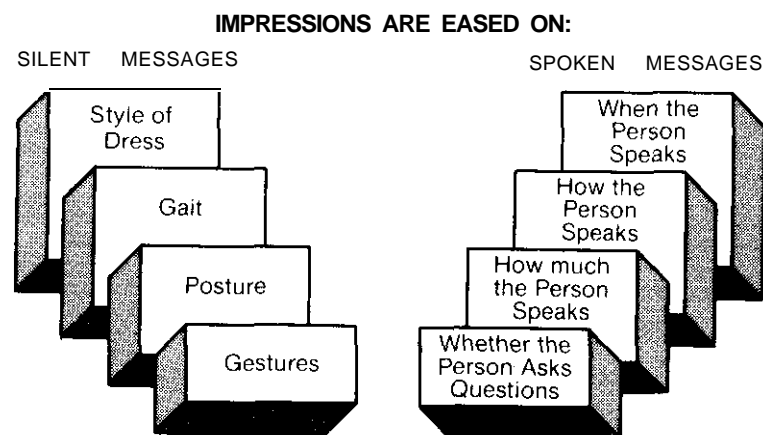 IMPRESSIONS ARE EASED ON:
SILENT MESSAGES
Style of
Dress
Gait
Posture
Gestures
SPOKEN MESSAGES
When the
Person
Speaks
How the
Person
Speaks
How much
the Person
Speaks
Whether the
Person Asks
Questions